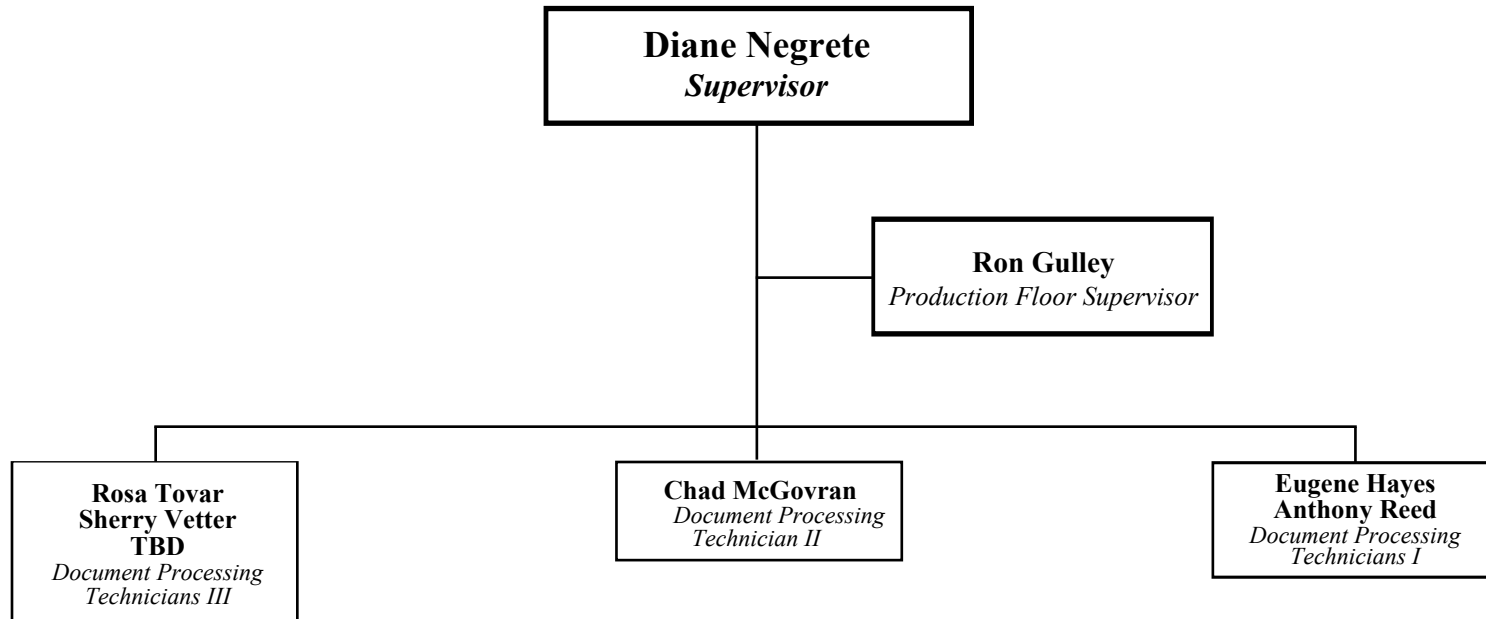 Diane Negrete
Supervisor
Ron Gulley
Production Floor Supervisor
Rosa Tovar
Sherry Vetter
TBD
Document Processing
Technicians III
Chad McGovran
Document Processing
Technician II
Eugene Hayes
Anthony Reed
Document Processing
Technicians I